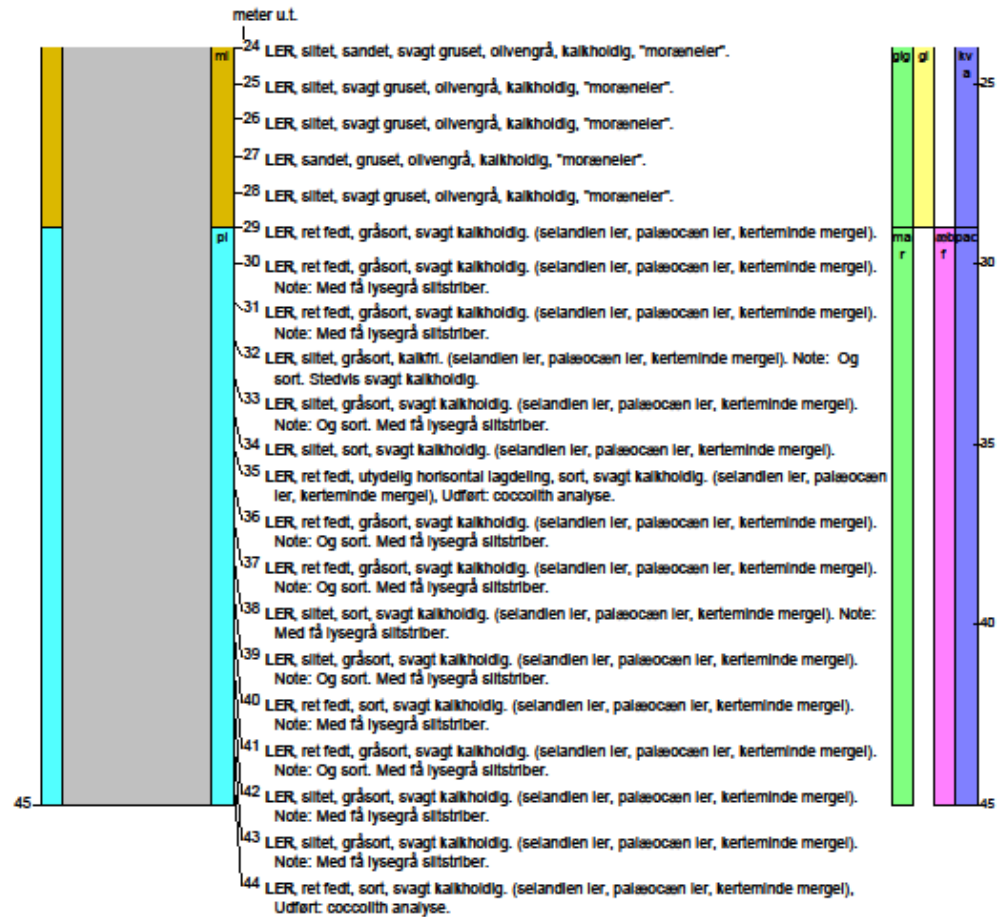 meter u.t.
24 LER, siltet, sandet, svagt gruset, olivengrå, kalkholdig, "moræneler".
ml
glg
gl
kv
a
25 LER, siltet, svagt gruset, olivengrå, kalkholdig, "moræneler".
25
26 LER, siltet, svagt gruset, olivengrå, kalkholdig, "moræneler".
27 LER, sandet, gruset, olivengrå, kalkholdig, "moræneler".
28 LER, siltet, svagt gruset, olivengrå, kalkholdig, "moræneler".
29 LER, ret fedt, gråsort, svagt kalkholdig. (selandien ler, palæocæn ler, kerteminde mergel).
pl
ma
r
æb
f
pac
30 LER, ret fedt, gråsort, svagt kalkholdig. (selandien ler, palæocæn ler, kerteminde mergel).
Note: Med få lysegrå siltstriber.
30
31 LER, ret fedt, gråsort, svagt kalkholdig. (selandien ler, palæocæn ler, kerteminde mergel).
Note: Med få lysegrå siltstriber.
32 LER, siltet, gråsort, kalkfri. (selandien ler, palæocæn ler, kerteminde mergel). Note: Og
sort. Stedvis svagt kalkholdig.
33 LER, siltet, gråsort, svagt kalkholdig. (selandien ler, palæocæn ler, kerteminde mergel).
Note: Og sort. Med få lysegrå siltstriber.
34 LER, siltet, sort, svagt kalkholdig. (selandien ler, palæocæn ler, kerteminde mergel).
35
35 LER, ret fedt, utydelig horisontal lagdeling, sort, svagt kalkholdig. (selandien ler, palæocæn
ler, kerteminde mergel), Udført: coccolith analyse.
36 LER, ret fedt, gråsort, svagt kalkholdig. (selandien ler, palæocæn ler, kerteminde mergel).
Note: Og sort. Med få lysegrå siltstriber.
37 LER, ret fedt, gråsort, svagt kalkholdig. (selandien ler, palæocæn ler, kerteminde mergel).
Note: Og sort. Med få lysegrå siltstriber.
38 LER, siltet, sort, svagt kalkholdig. (selandien ler, palæocæn ler, kerteminde mergel). Note:
Med få lysegrå siltstriber.
40
39 LER, siltet, gråsort, svagt kalkholdig. (selandien ler, palæocæn ler, kerteminde mergel).
Note: Og sort. Med få lysegrå siltstriber.
40 LER, ret fedt, sort, svagt kalkholdig. (selandien ler, palæocæn ler, kerteminde mergel).
Note: Med få lysegrå siltstriber.
41 LER, ret fedt, gråsort, svagt kalkholdig. (selandien ler, palæocæn ler, kerteminde mergel).
Note: Og sort. Med få lysegrå siltstriber.
42 LER, siltet, gråsort, svagt kalkholdig. (selandien ler, palæocæn ler, kerteminde mergel).
Note: Med få lysegrå siltstriber.
45
45
43 LER, siltet, gråsort, svagt kalkholdig. (selandien ler, palæocæn ler, kerteminde mergel).
Note: Med få lysegrå siltstriber.
44 LER, ret fedt, sort, svagt kalkholdig. (selandien ler, palæocæn ler, kerteminde mergel),
Udført: coccolith analyse.